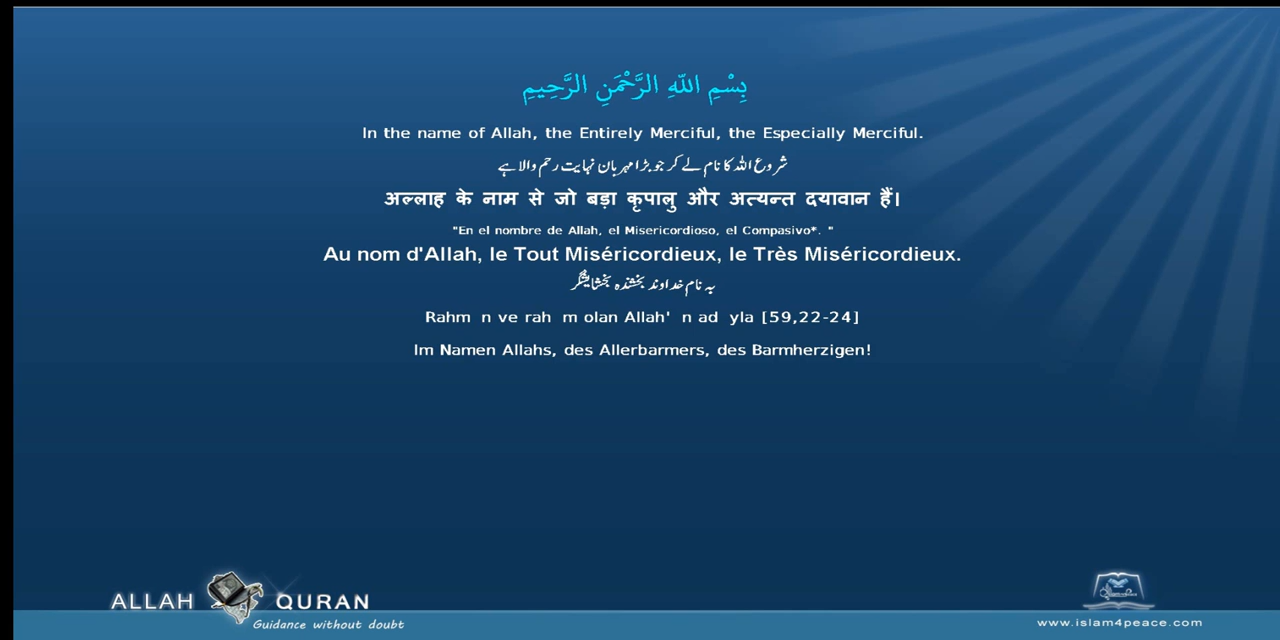 بِسْمِ اللَّهِ الرَّحْمَنِ الرَّحِيمِ
In the name of Allah, the Entirely Merciful, the Especially Merciful.
شروع الله کا نام لے کر جو بڑا مہربان نہایت رحم والا ہے
अल्लाह के नाम से जो बड़ा कृपालु और अत्यन्त दयावान हैं।
"En el nombre de Allah, el Misericordioso, el Compasivo*. "
Au nom d'Allah, le Tout Miséricordieux, le Très Miséricordieux.
به نام خداوند بخشنده بخشایشگر
Rahm n ve rah m olan Allah' n ad yla [59,22-24]
Im Namen Allahs, des Allerbarmers, des Barmherzigen!
ALLAH QURAN
Guidance without doubt
www.islam4peace.com